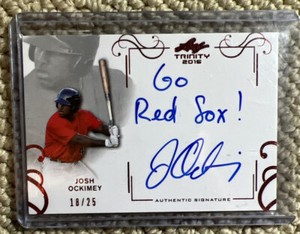 Leaf
TRINITY
2016
Go
Red Sox!
JOSH
OCKIMEY
18/25
AUTHENTIC SIGNATURE